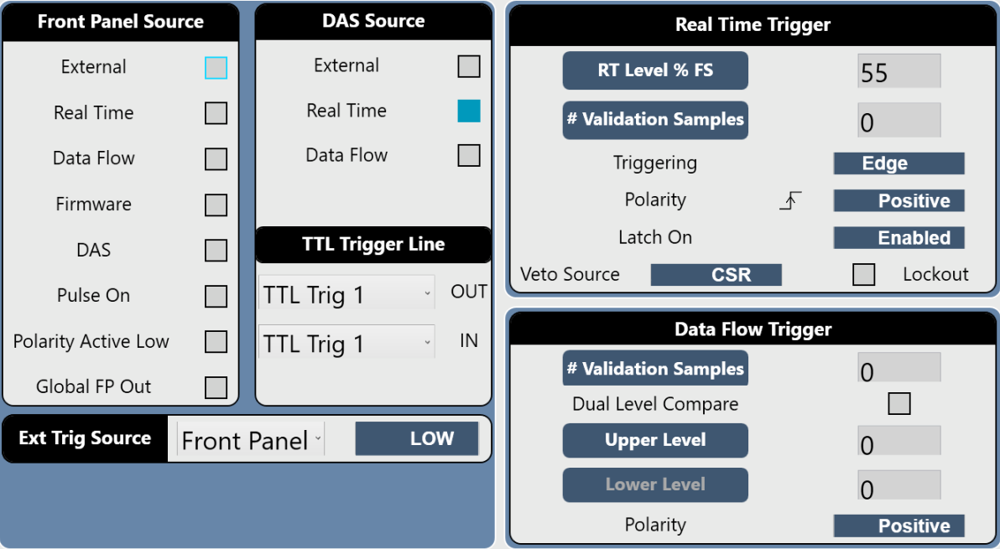 Front Panel Source
External
Real Time
Data Flow
Firmware
DAS
Pulse On
Polarity Active Low
Global FP Out
DAS Source
External
Real Time
Data Flow
TTL Trigger Line
TTL Trig 1 OUT
TTL Trig 1 IN
Ext Trig Source Front Panel LOW
Real Time Trigger
RT Level % FS 55
# Validation Samples 0
Triggering Edge
Polarity Positive
Latch On Enabled
Veto Source CSR Lockout
Data Flow Trigger
# Validation Samples 0
Dual Level Compare
Upper Level 0
Lower Level 0
Polarity Positive